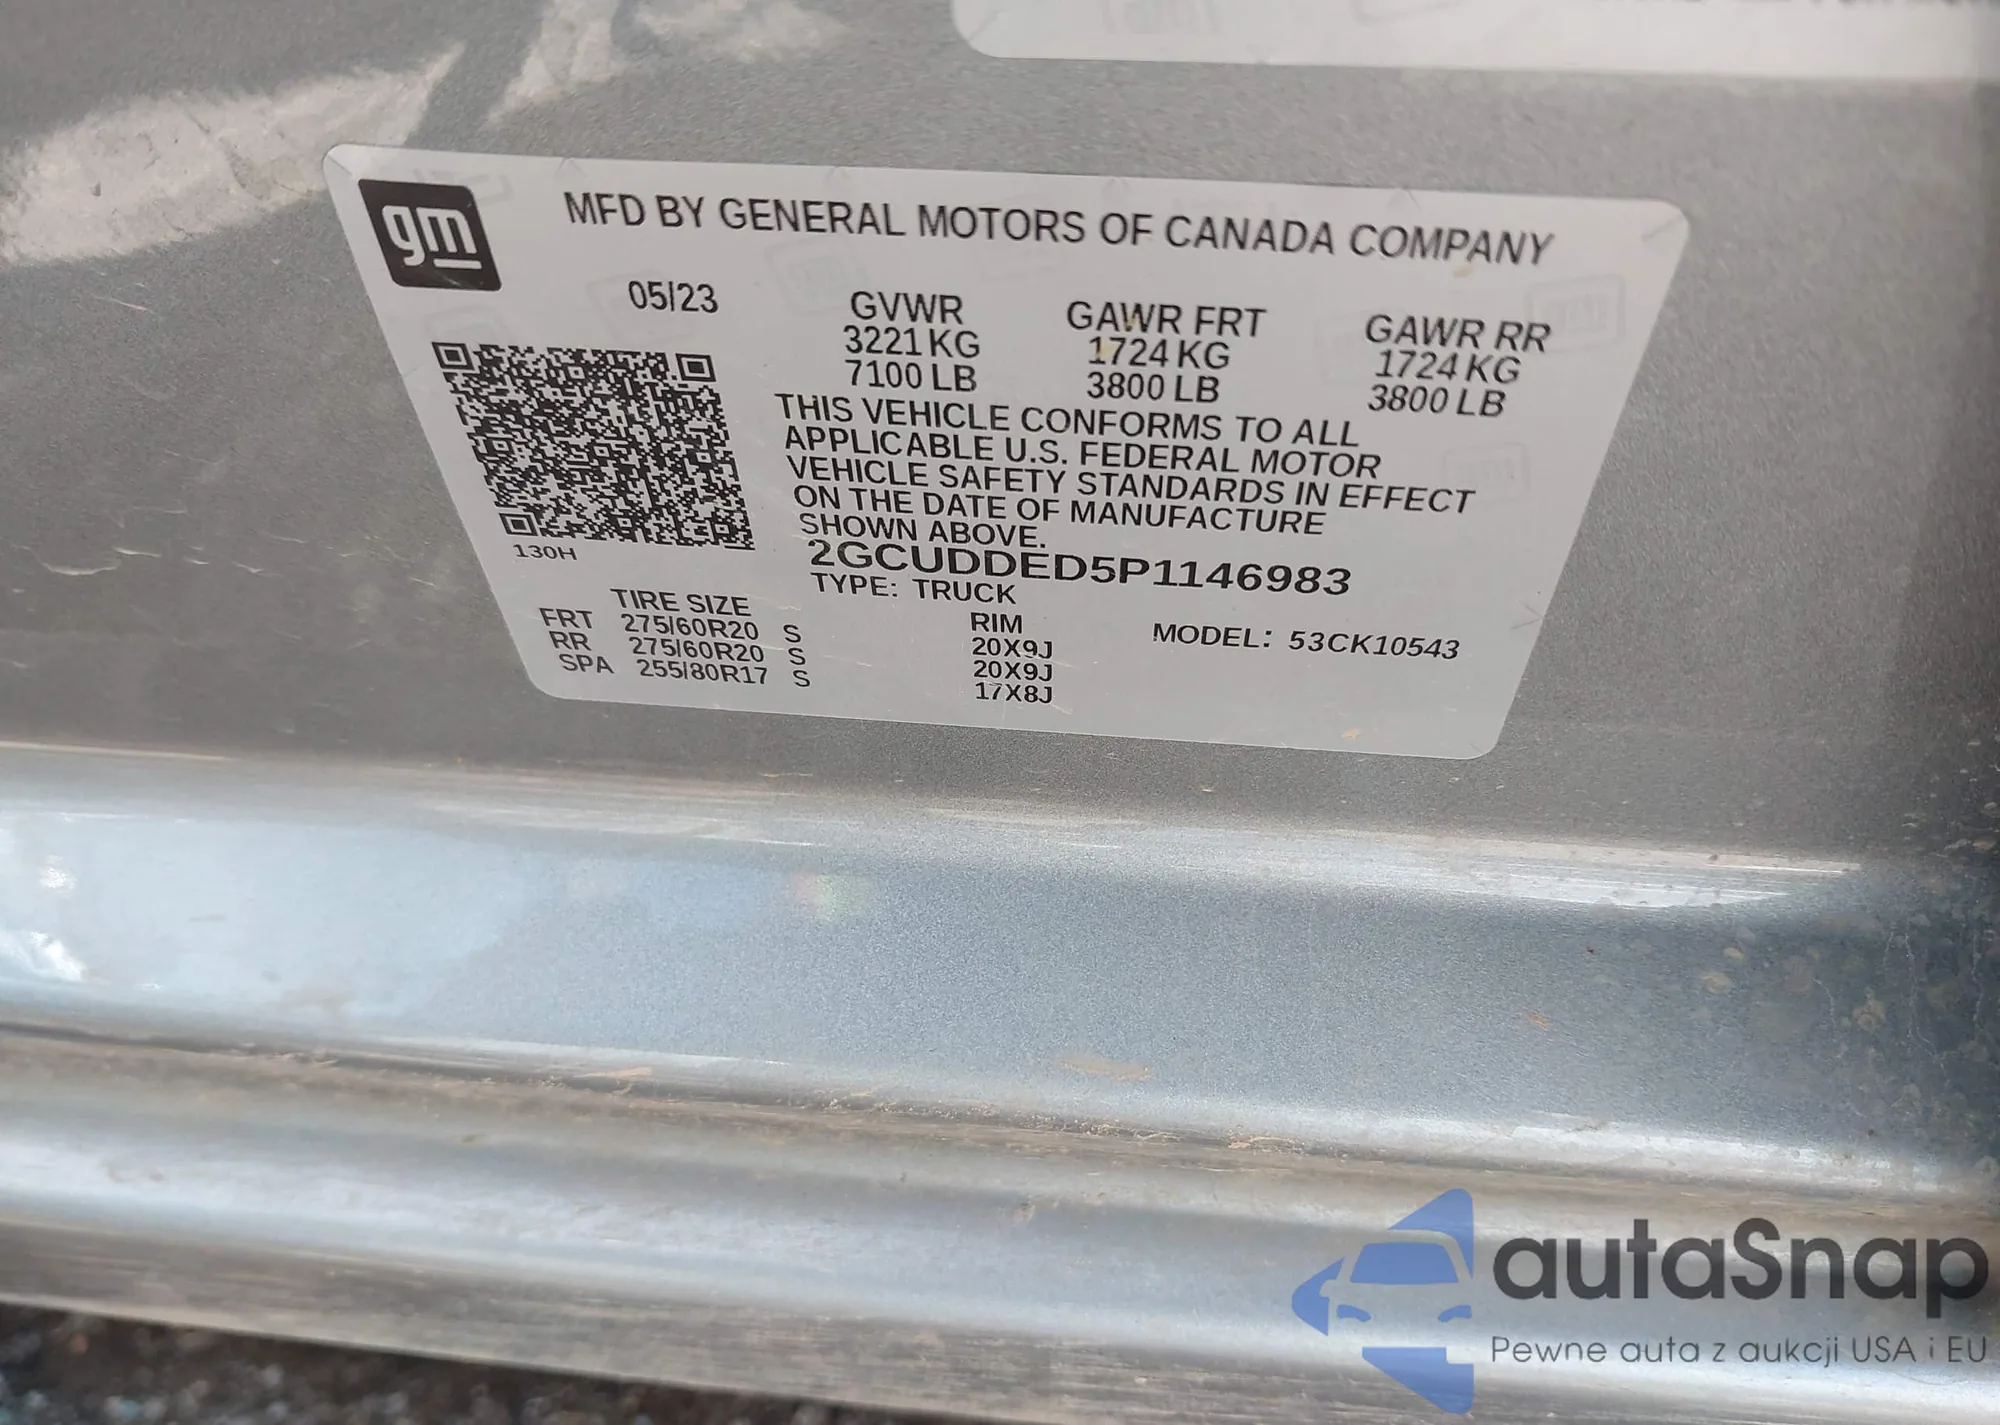 gm
MFD BY GENERAL MOTORS OF CANADA COMPANY
05/23
GVWR GAWR FRT GAWR RR
3221 KG 1724 KG 1724 KG
7100 LB 3800 LB 3800 LB
THIS VEHICLE CONFORMS TO ALL
APPLICABLE U.S. FEDERAL MOTOR
VEHICLE SAFETY STANDARDS IN EFFECT
ON THE DATE OF MANUFACTURE
SHOWN ABOVE.
130H
2GCUDDED5P1146983
TYPE: TRUCK
TIRE SIZE RIM MODEL: 53CK10543
FRT 275/60R20 S 20X9J
RR 275/60R20 S 20X9J
SPA 255/80R17 S 17X8J
autaSnap
Pewne auta z aukcji USA i EU